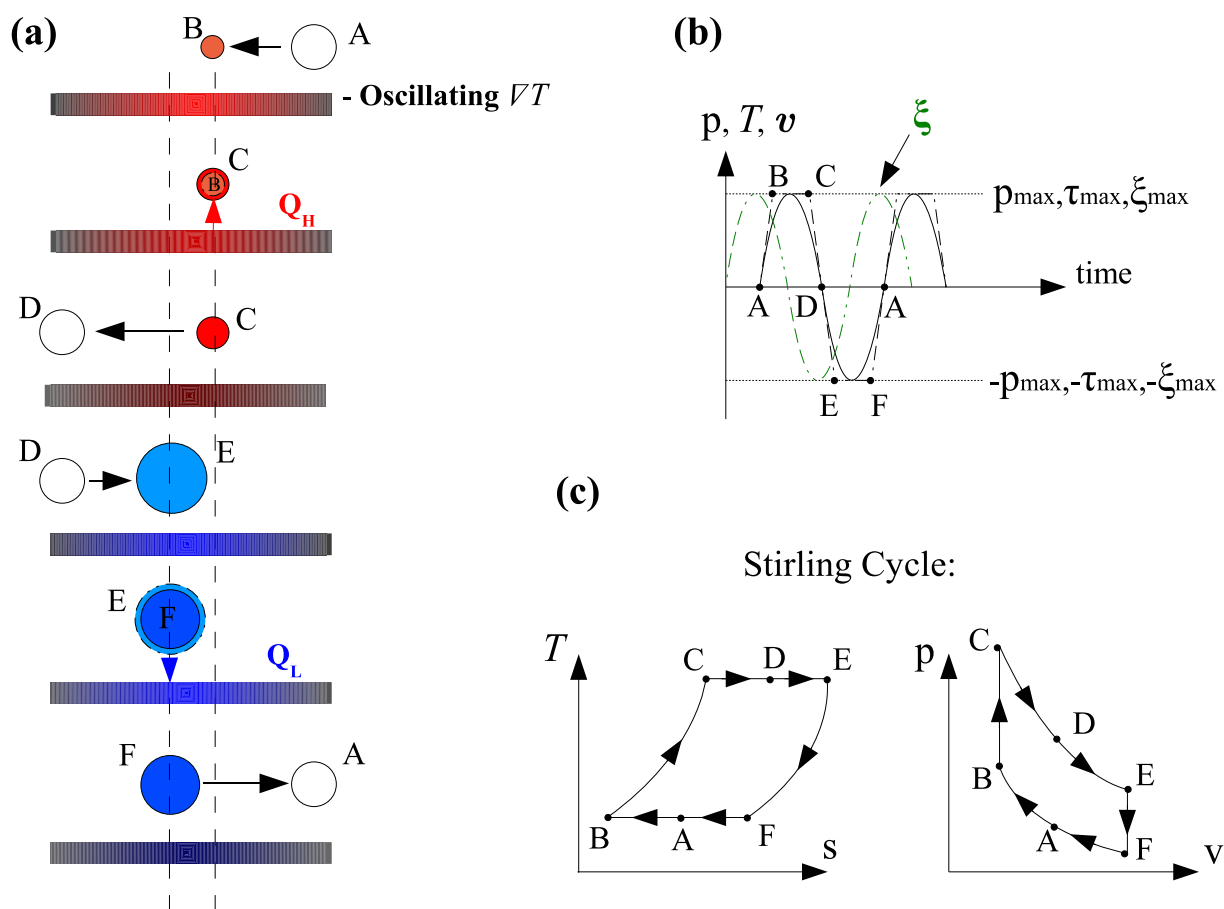 (a)
B
A
- Oscillating ∇T
C
B
Q_H
D
C
D
E
E
F
Q_L
F
A
(b)
p, T, v
ξ
B
C
p_max,τ_max,ξ_max
time
A
D
A
-p_max,-τ_max,-ξ_max
E
F
(c)
Stirling Cycle:
T
C
D
E
B
A
F
s
p
C
D
B
E
A
F
v